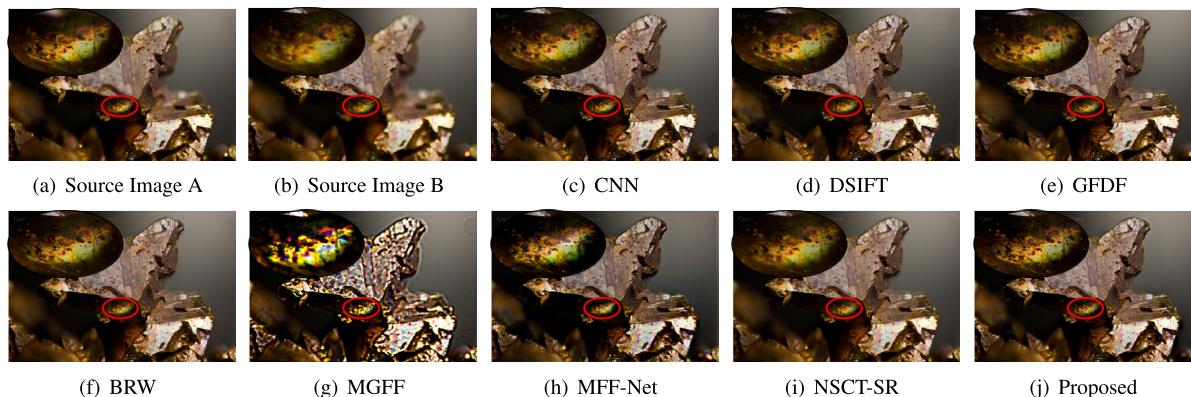 (a) Source Image A
(b) Source Image B
(c) CNN
(d) DSIFT
(e) GFDF
(f) BRW
(g) MGFF
(h) MFF-Net
(i) NSCT-SR
(j) Proposed